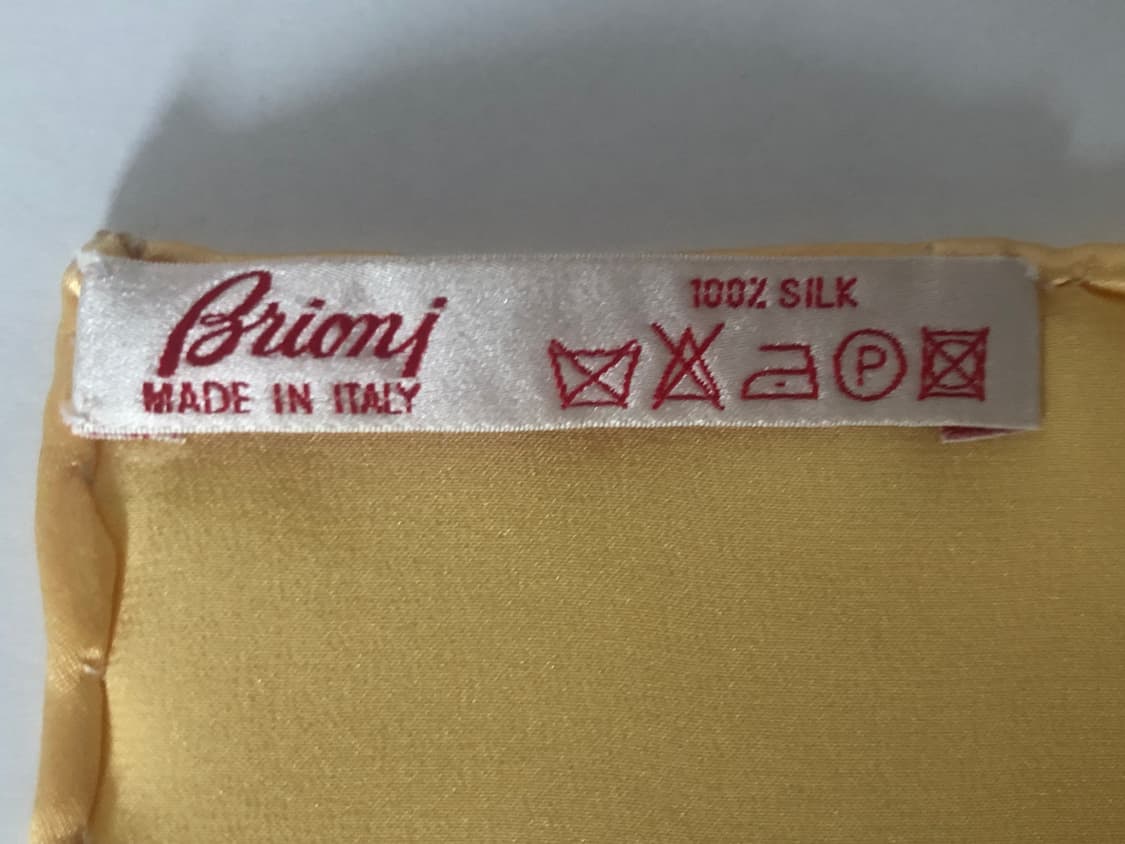 Brioni
MADE IN ITALY
100% SILK
P